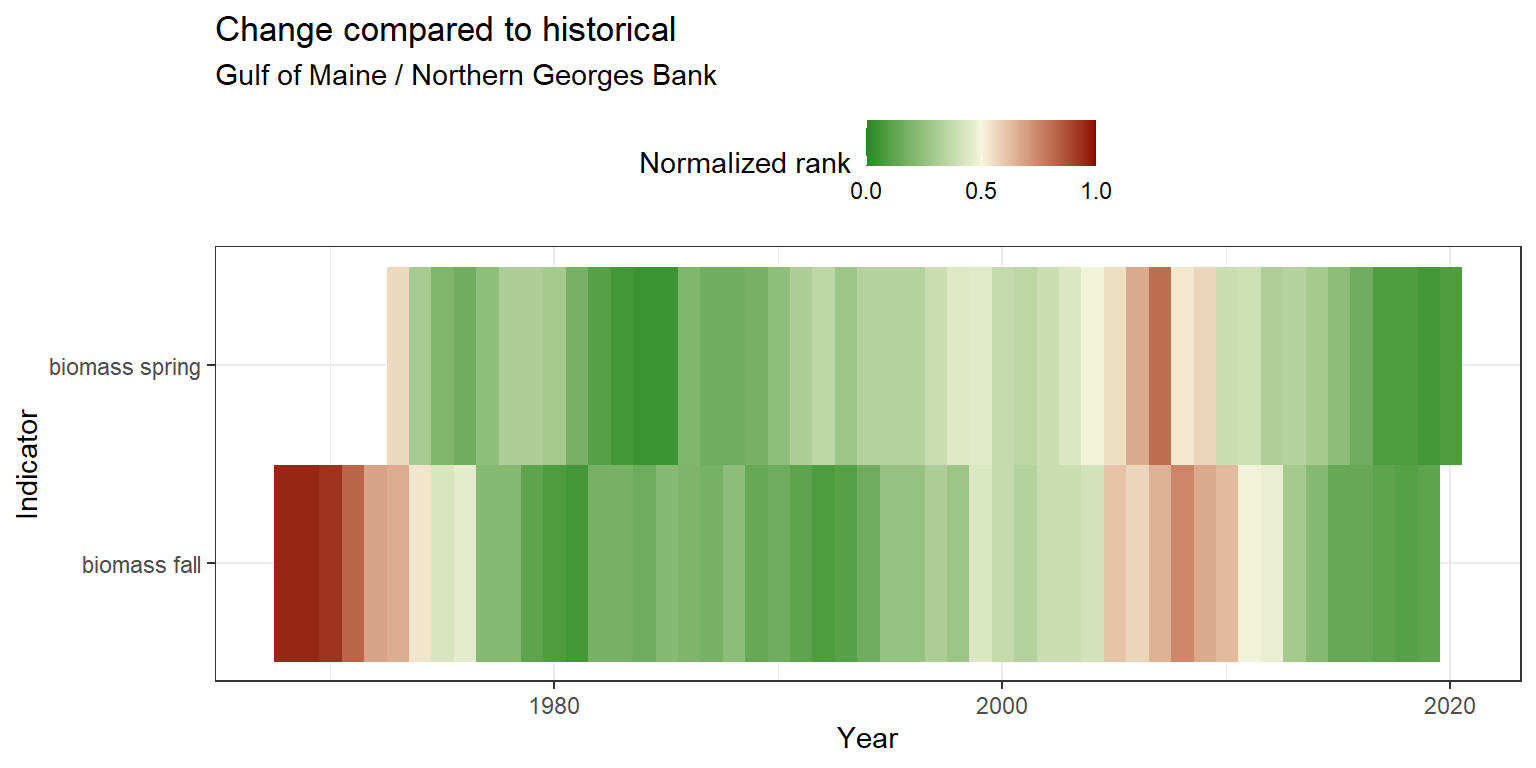 Change compared to historical
Gulf of Maine / Northern Georges Bank
Normalized rank
0.0 0.5 1.0
biomass spring
biomass fall
Indicator
1980 2000 2020
Year